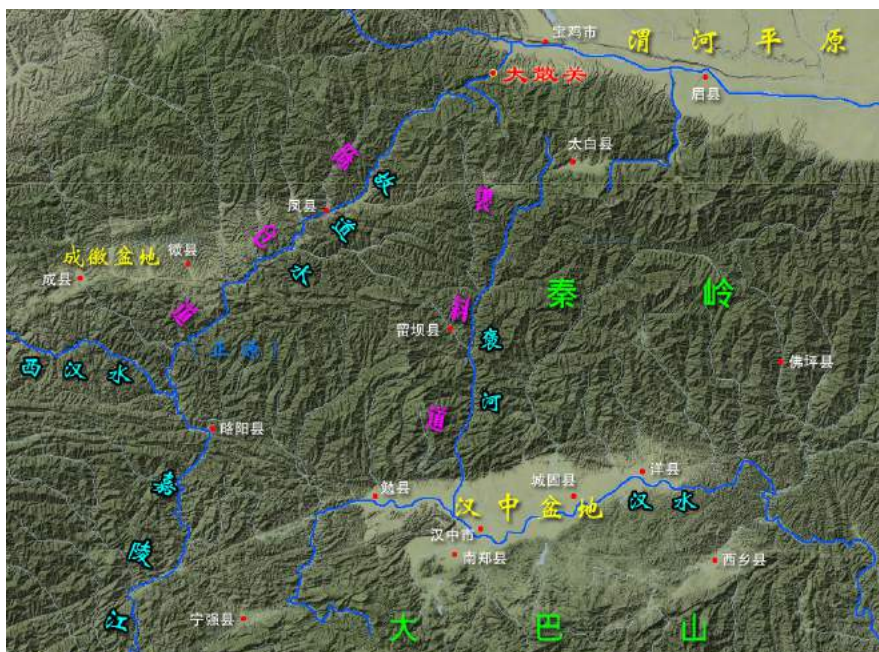 宝鸡市
渭河平原
大散关
眉县
太白县
陈仓道
故道水
凤县
褒斜道
成徽盆地
微县
成县
秦岭
留坝县
褒河
佛坪县
西汉水
略阳县
嘉陵江
勉县
城固县
洋县
汉中盆地
汉水
汉中市
南郑县
西乡县
宁强县
大巴山